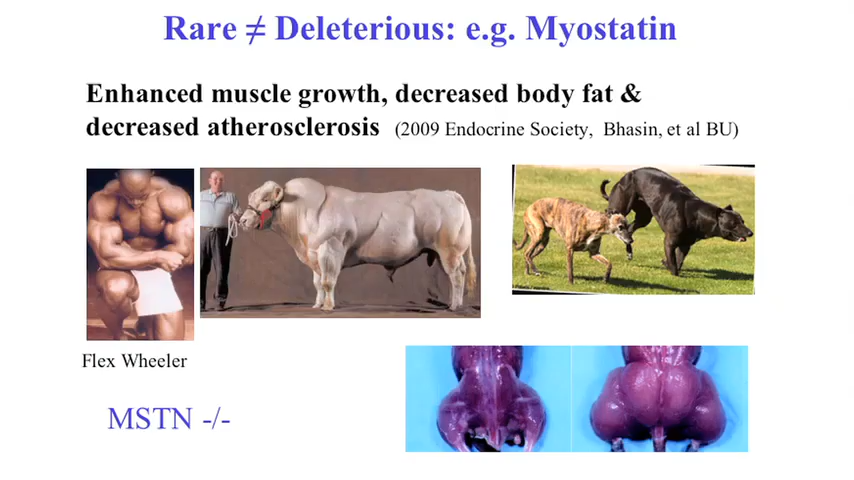 Rare ≠ Deleterious: e.g. Myostatin
Enhanced muscle growth, decreased body fat &
decreased atherosclerosis (2009 Endocrine Society, Bhasin, et al BU)
Flex Wheeler
MSTN -/-